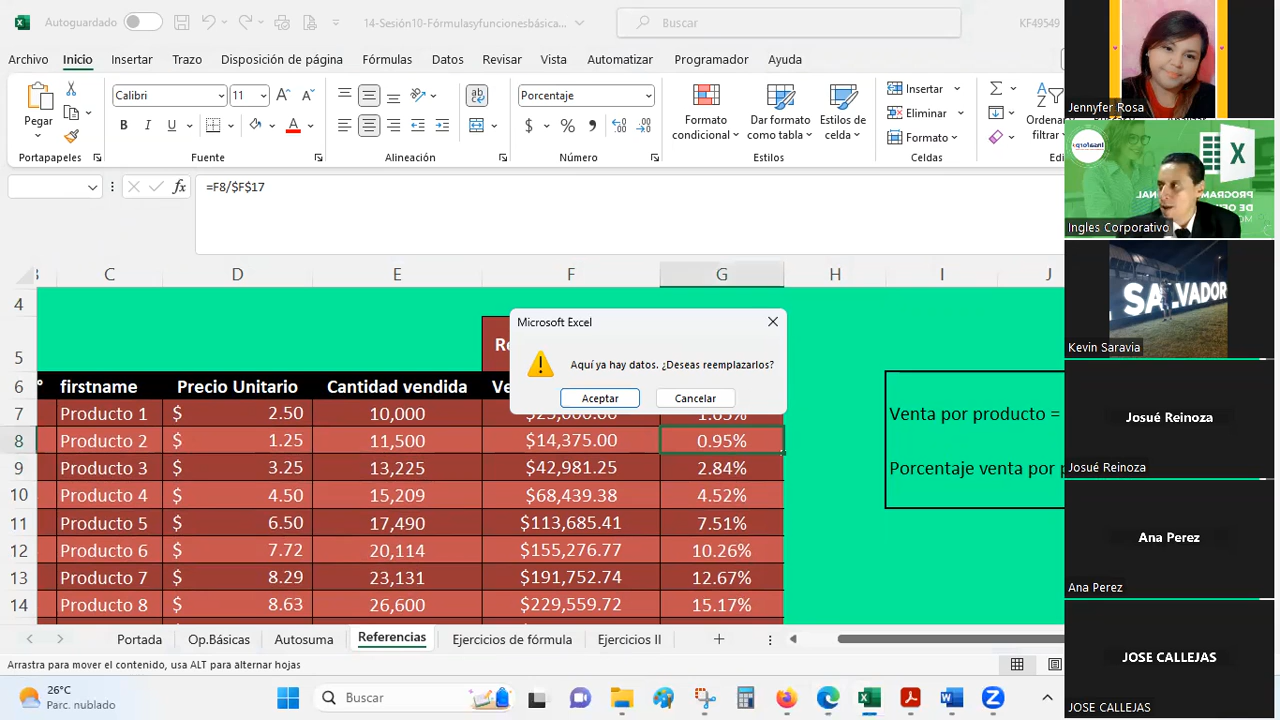 Autoguardado
14-Sesión10-Fórmulasyfuncionesbásica...
Buscar
KF49549
Archivo Inicio Insertar Trazo Disposición de página Fórmulas Datos Revisar Vista Automatizar Programador Ayuda
Pegar
Calibri 11
Porcentaje
$ % 000
Formato condicional
Dar formato como tabla
Estilos de celda
Insertar
Eliminar
Formato
Ordenar
filtrar
Portapapeles Fuente Alineación Número Estilos Celdas
=F8/$F$17
C D E F G H I J
4
5
Microsoft Excel
Aquí ya hay datos. ¿Deseas reemplazarlos?
Aceptar Cancelar
6 firstname Precio Unitario Cantidad vendida
7 Producto 1 $ 2.50 10,000
8 Producto 2 $ 1.25 11,500 $14,375.00 0.95%
9 Producto 3 $ 3.25 13,225 $42,981.25 2.84%
10 Producto 4 $ 4.50 15,209 $68,439.38 4.52%
11 Producto 5 $ 6.50 17,490 $113,685.41 7.51%
12 Producto 6 $ 7.72 20,114 $155,276.77 10.26%
13 Producto 7 $ 8.29 23,131 $191,752.74 12.67%
14 Producto 8 $ 8.63 26,600 $229,559.72 15.17%
Venta por producto =
Porcentaje venta por
Portada Op.Básicas Autosuma Referencias Ejercicios de fórmula Ejercicios II
Arrastra para mover el contenido, usa ALT para alternar hojas
26°C
Parc. nublado
Buscar
Jennyfer Rosa
Ingles Corporativo
Kevin Saravia
Josué Reinoza
Josué Reinoza
Ana Perez
Ana Perez
JOSE CALLEJAS
JOSE CALLEJAS